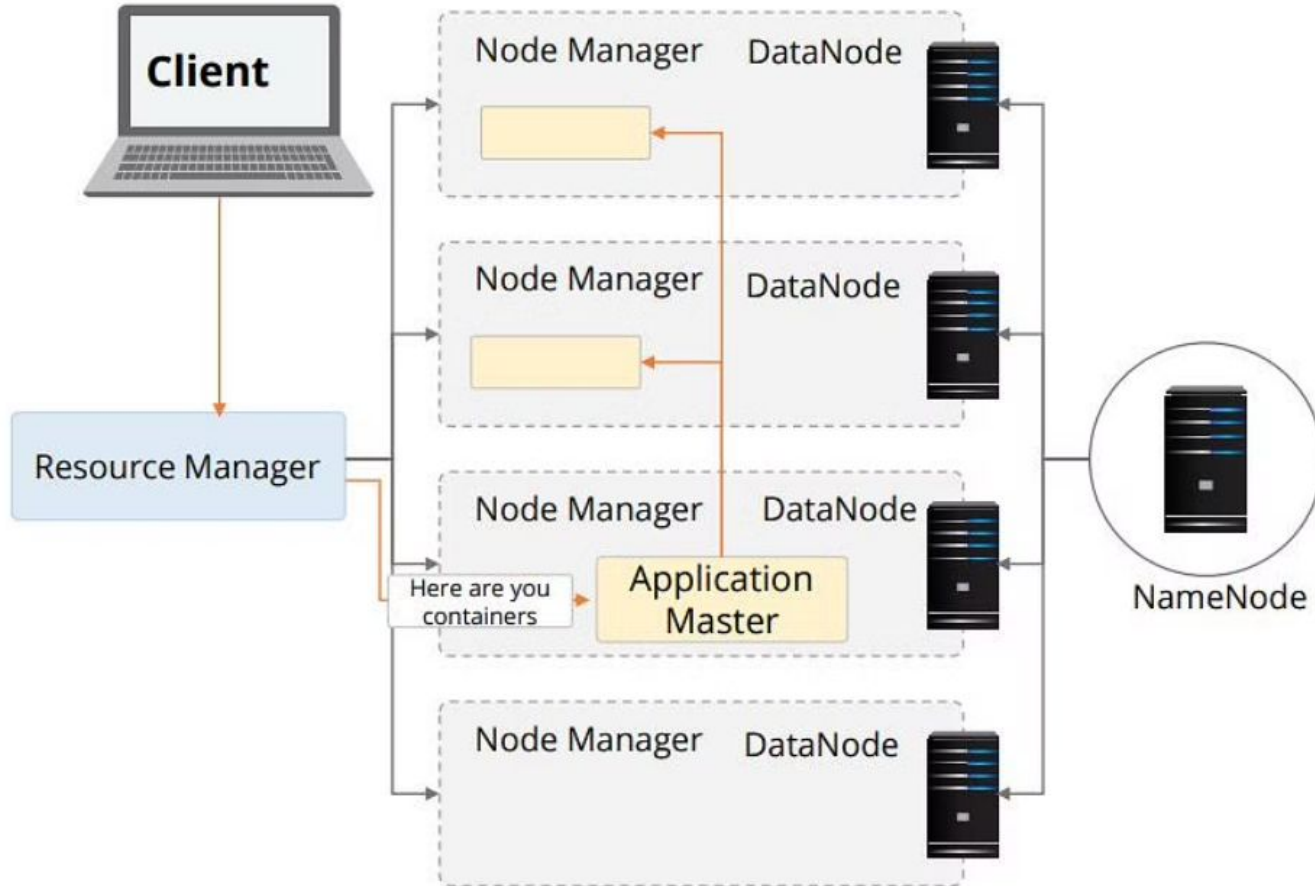 Client
Node Manager
DataNode
Node Manager
DataNode
Resource Manager
Node Manager
DataNode
Here are you
containers
Application
Master
NameNode
Node Manager
DataNode